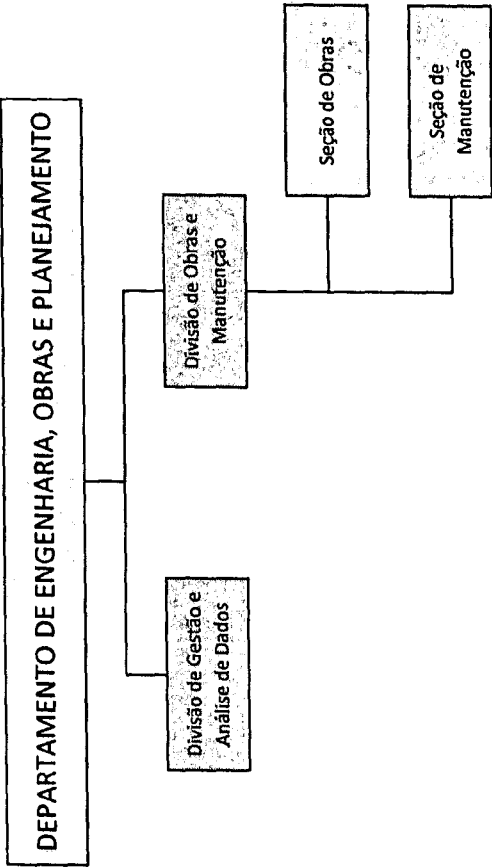 DEPARTAMENTO DE ENGENHARIA, OBRAS E PLANEJAMENTO
Divisão de Gestão e
Análise de Dados
Divisão de Obras e
Manutenção
Seção de Obras
Seção de
Manutenção